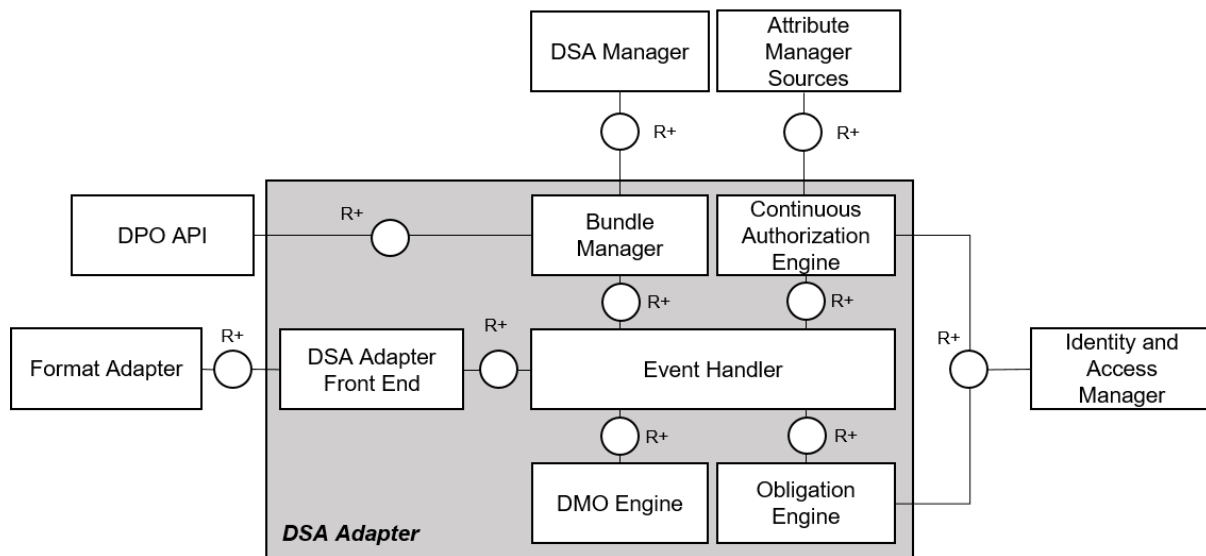 DSA Manager
Attribute
Manager
Sources
R+
R+
DPO API
R+
Bundle
Manager
Continuous
Authorization
Engine
R+
R+
Format Adapter
R+
DSA Adapter
Front End
R+
Event Handler
R+
Identity and
Access
Manager
R+
R+
DMO Engine
Obligation
Engine
DSA Adapter